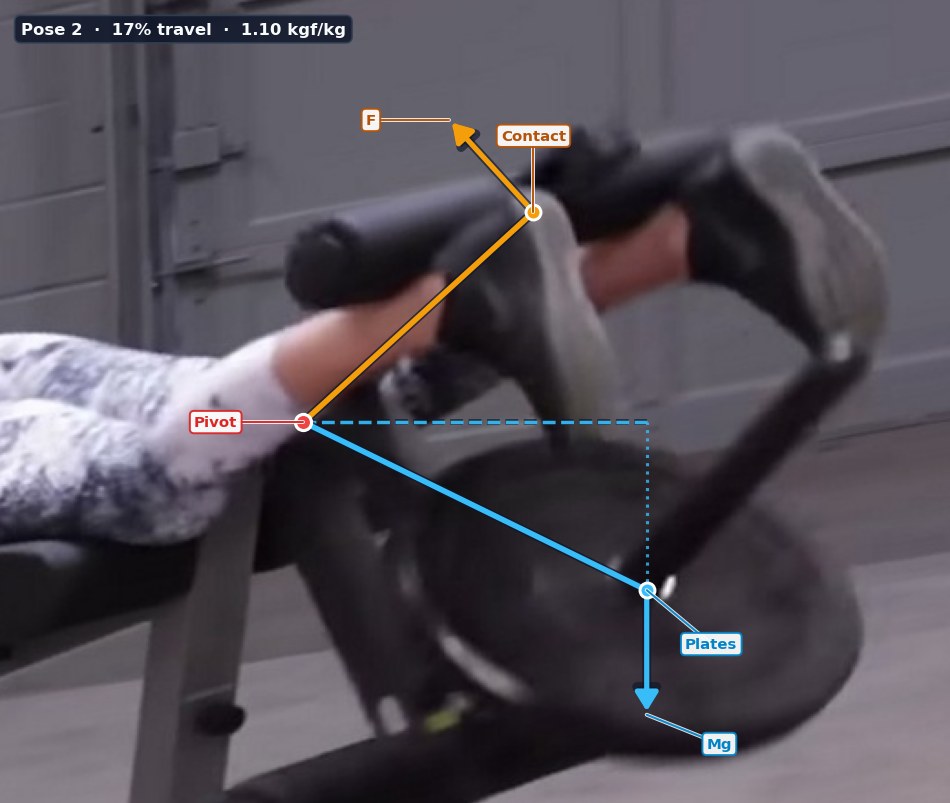 Pose 2 · 17% travel · 1.10 kgf/kg
F
Contact
Pivot
Plates
Mg